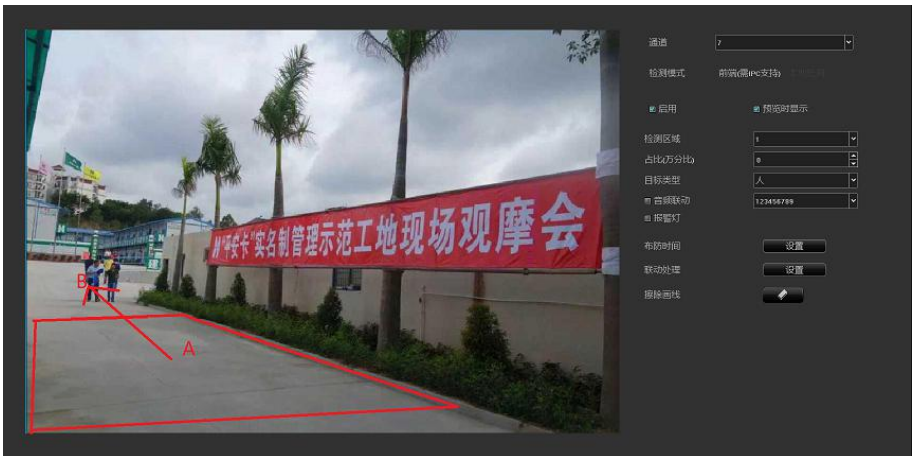 通道 7
检测模式 前端(需IPC支持)
启用 预览时显示
检测区域 1
占比(万分比) 0
目标类型 人
音频联动 123456789
报警灯
布防时间 设置
联动处理 设置
擦除画线
"平安卡"实名制管理示范工地现场观摩会
B
A